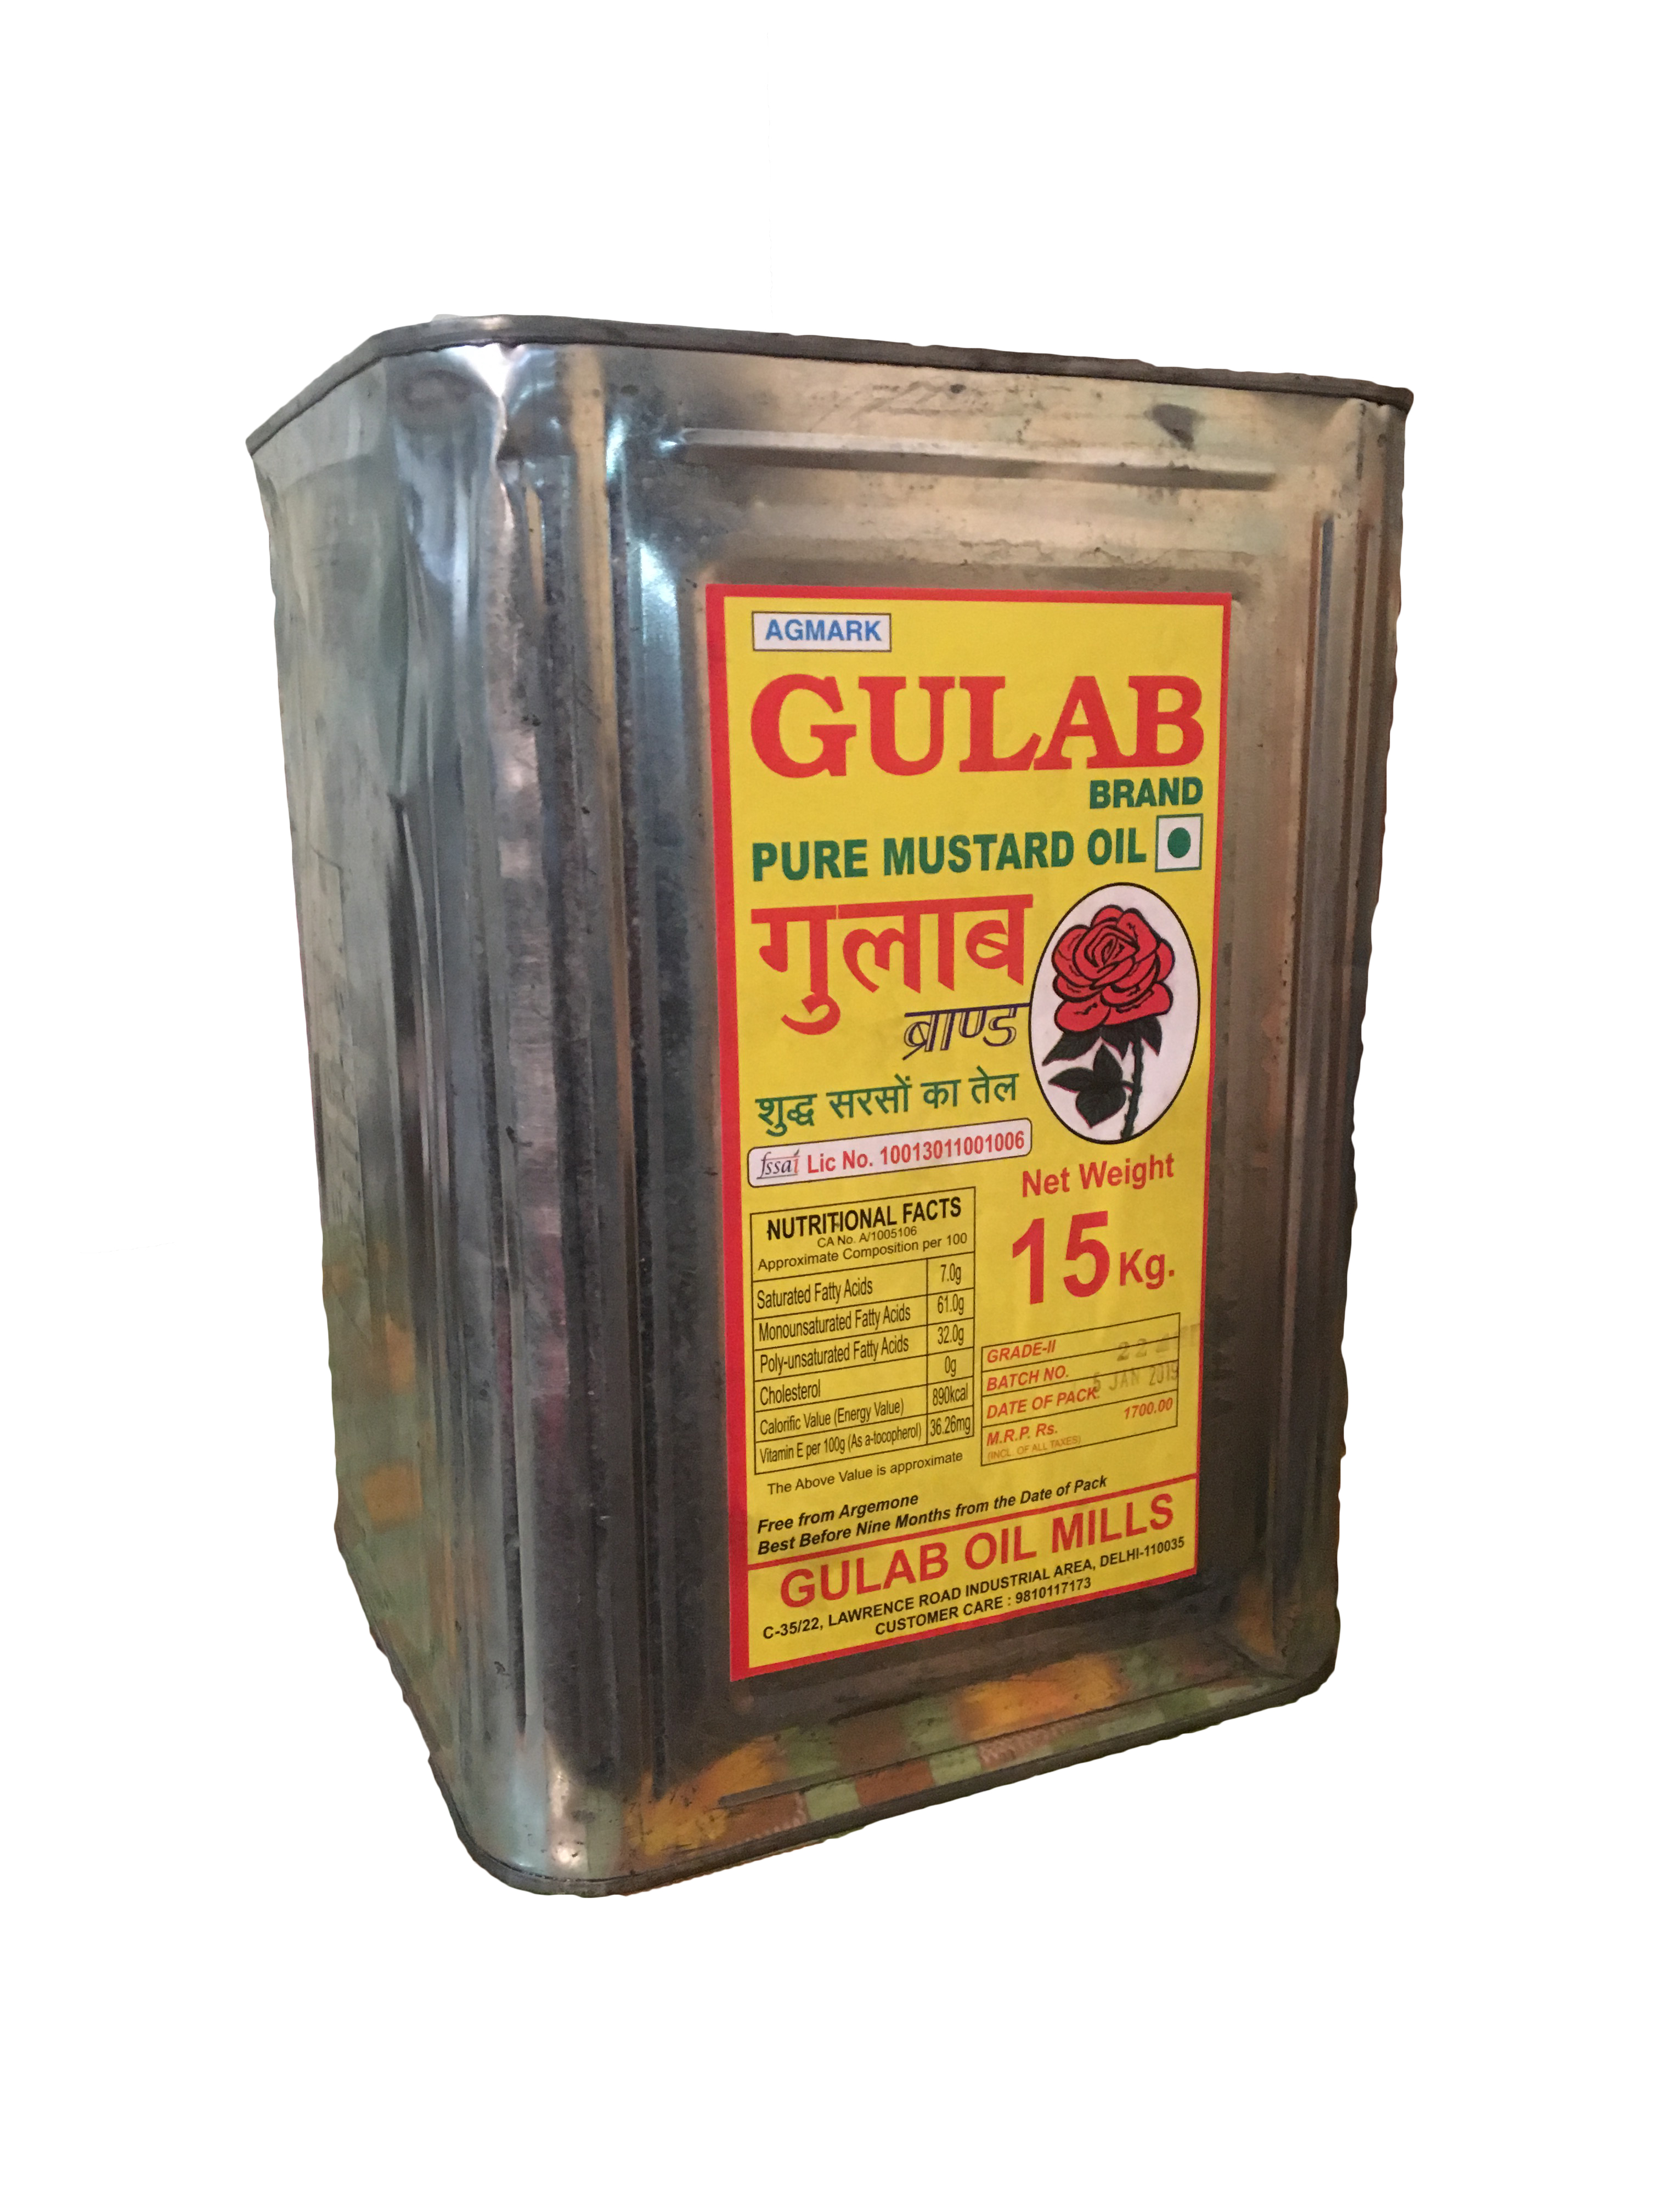 AGMARK
GULAB
BRAND
PURE MUSTARD OIL
गुलाब
ब्राण्ड
शुद्ध सरसों का तेल
fssai Lic No. 10013011001006
Net Weight
15 Kg.
NUTRITIONAL FACTS
CA No. A/1005106
Approximate Composition per 100
Saturated Fatty Acids 7.0g
Monounsaturated Fatty Acids 61.0g
Poly-unsaturated Fatty Acids 32.0g
Cholesterol 0g
Calorific Value (Energy Value) 890kcal
Vitamin E per 100g (As a-tocopherol) 36.26mg
The Above Value is approximate
GRADE-II
BATCH NO. 22
DATE OF PACK. 5 JAN 2019
M.R.P. Rs. 1700.00
(INCL. OF ALL TAXES)
Free from Argemone
Best Before Nine Months from the Date of Pack
GULAB OIL MILLS
C-35/22, LAWRENCE ROAD INDUSTRIAL AREA, DELHI-110035
CUSTOMER CARE : 9810117173